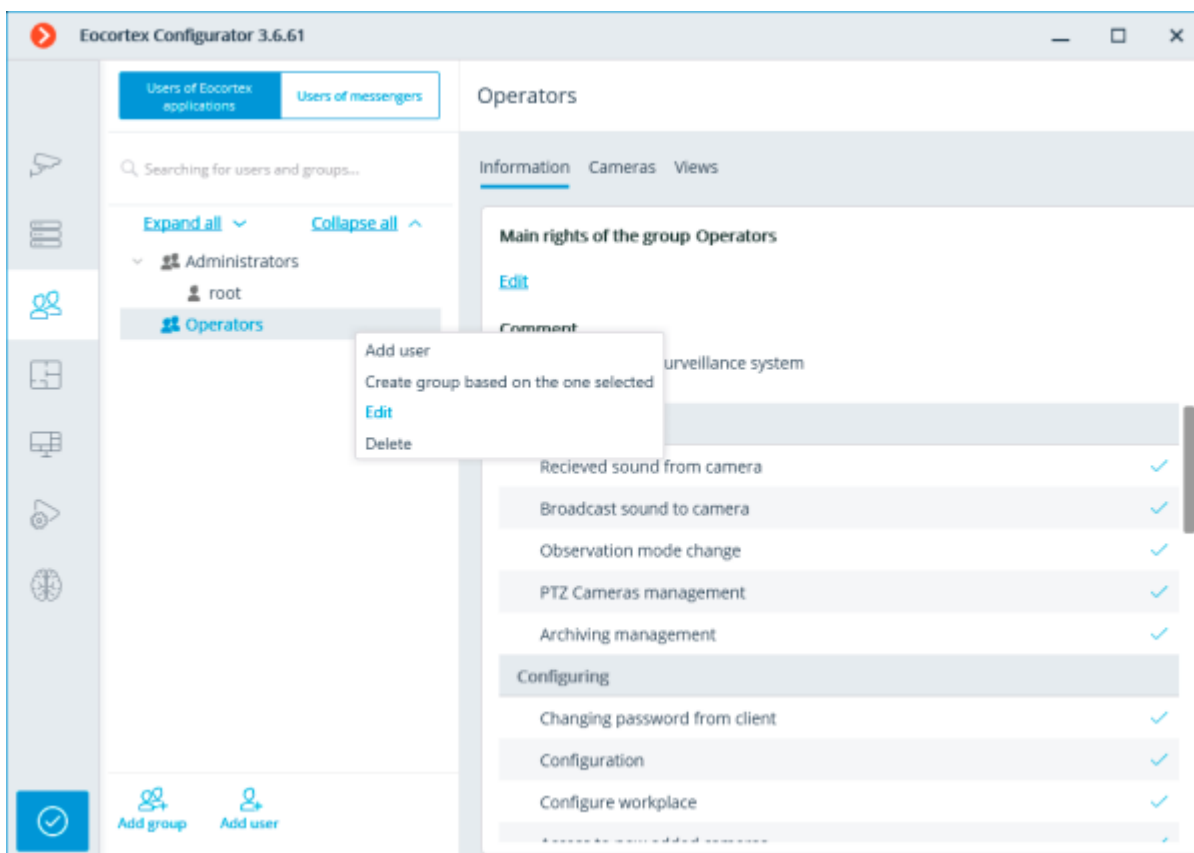 Eocortex Configurator 3.6.61
Users of Eocortex
applications
Users of messengers
Searching for users and groups...
Expand all
Collapse all
Administrators
root
Operators
Add user
Create group based on the one selected
Edit
Delete
Add group
Add user
Operators
Information Cameras Views
Main rights of the group Operators
Edit
Comment
urveillance system
Recieved sound from camera
Broadcast sound to camera
Observation mode change
PTZ Cameras management
Archiving management
Configuring
Changing password from client
Configuration
Configure workplace